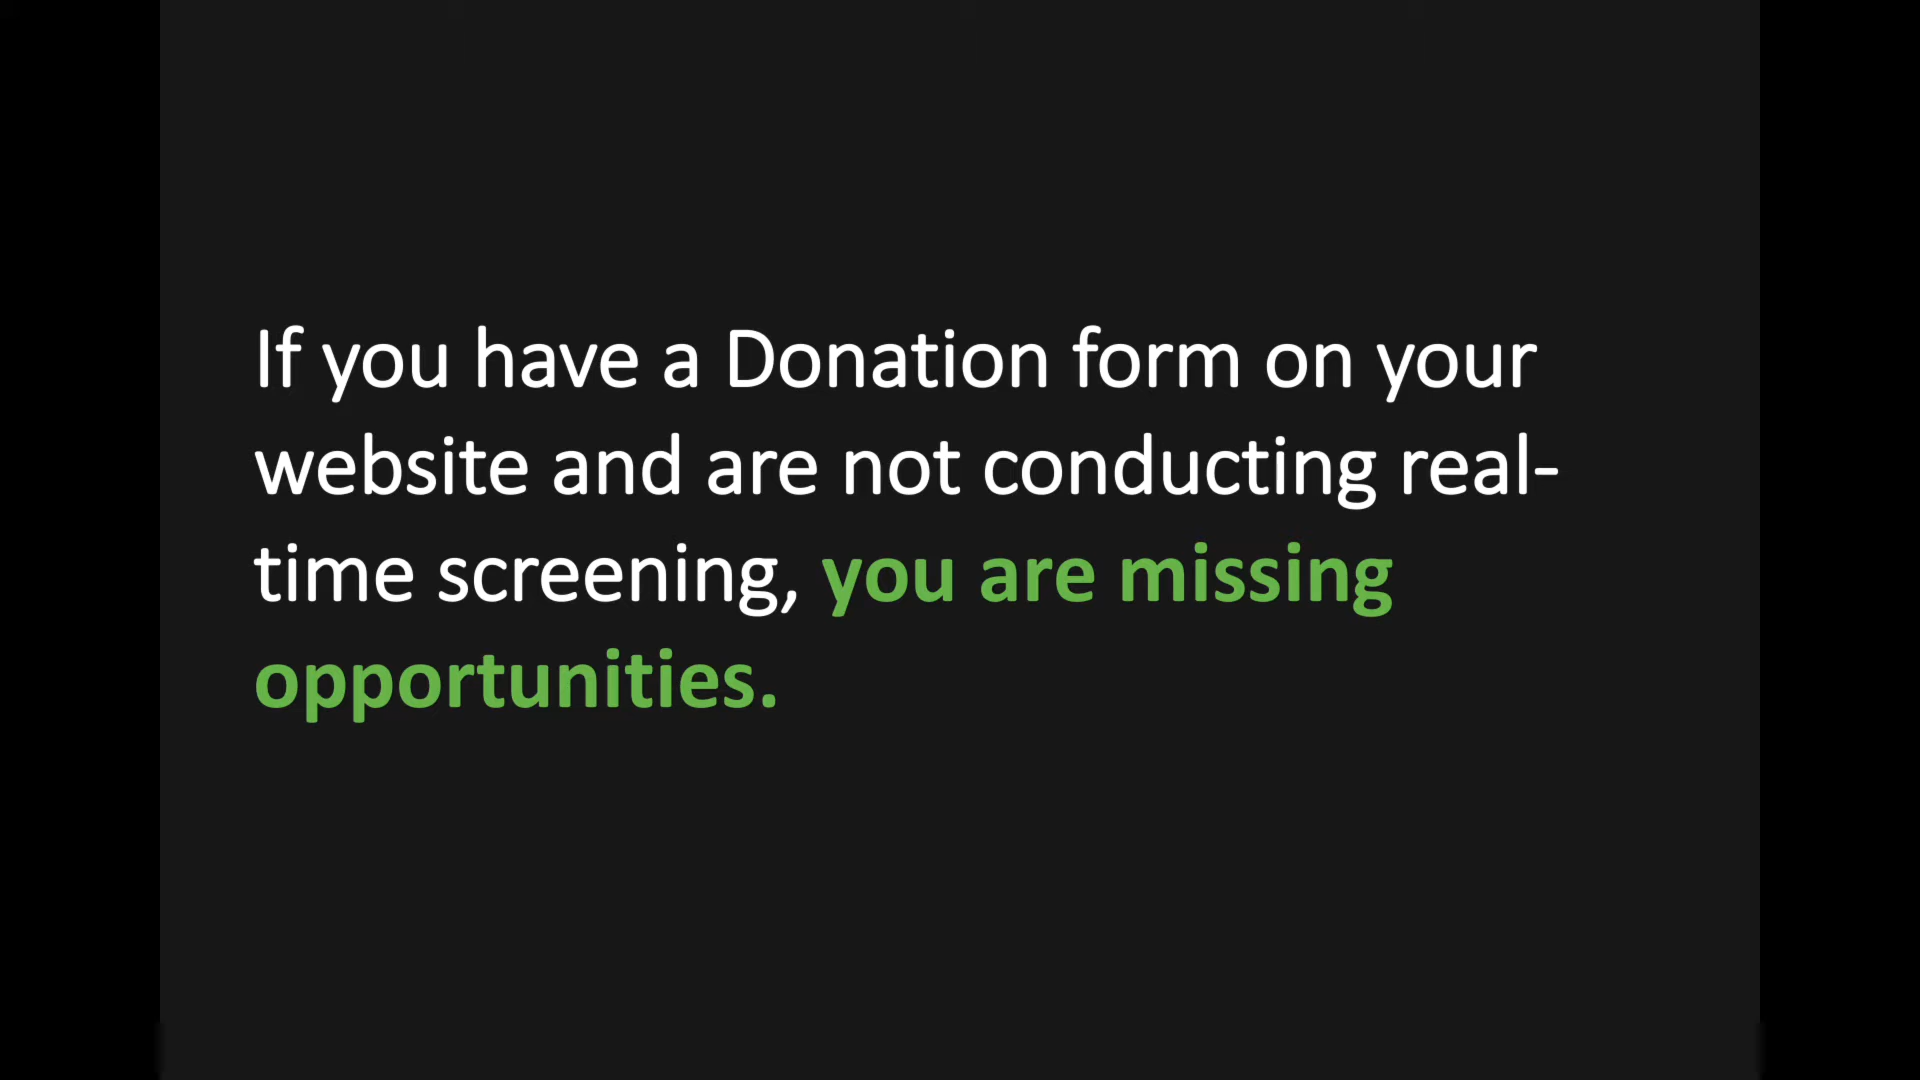 If you have a Donation form on your
website and are not conducting real-
time screening, you are missing
opportunities.